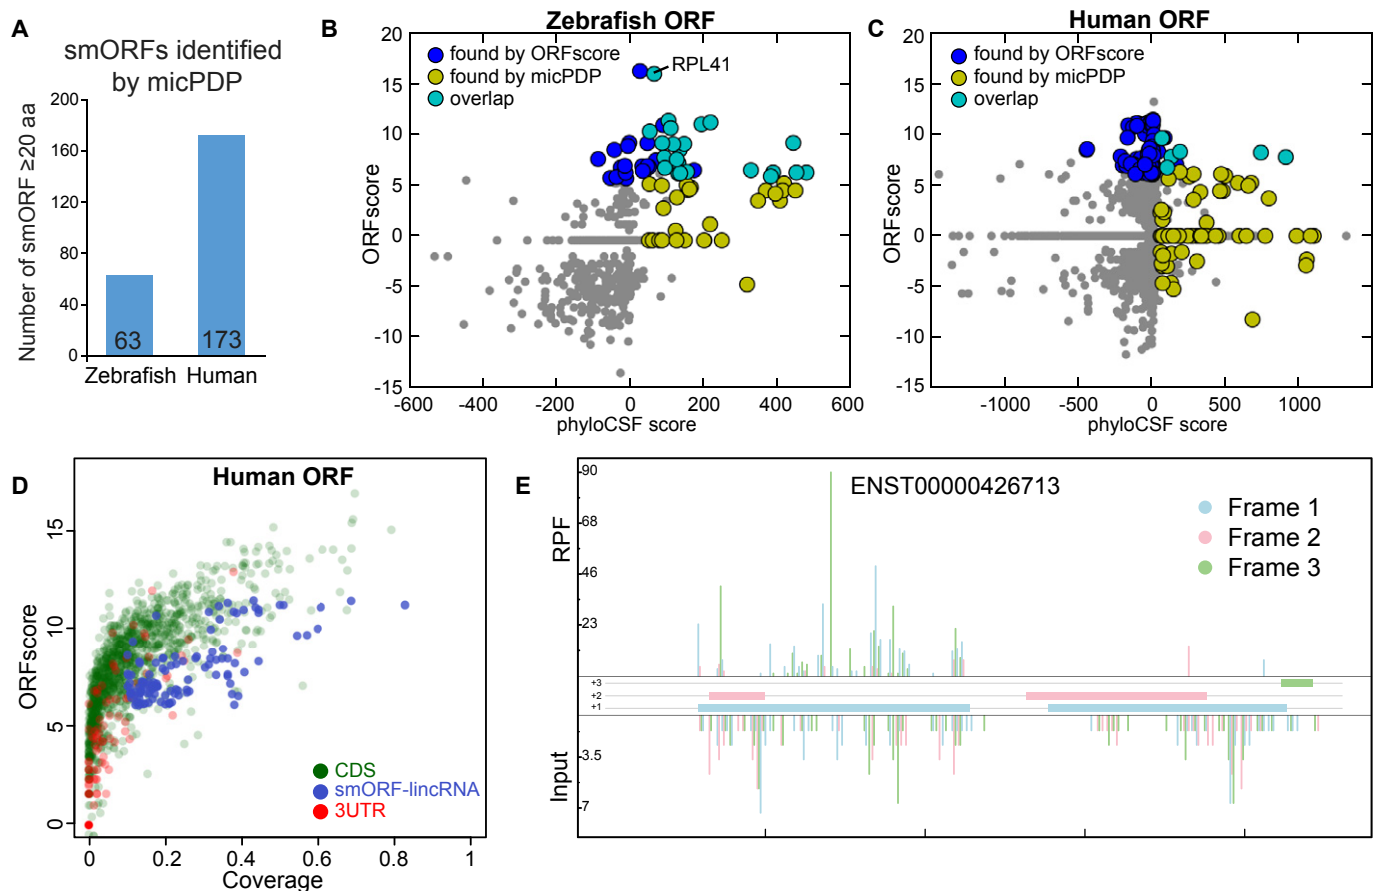 A
smORFs identified
by micPDP
Number of smORF ≥20 aa
200
160
120
80
40
0
63
173
Zebrafish
Human
B
Zebrafish ORF
ORFscore
20
15
10
5
0
-5
-10
-15
found by ORFscore
found by micPDP
overlap
RPL41
-600
-400
-200
0
200
400
600
phyloCSF score
C
Human ORF
ORFscore
20
15
10
5
0
-5
-10
-15
found by ORFscore
found by micPDP
overlap
-1000
-500
0
500
1000
phyloCSF score
D
Human ORF
ORFscore
15
10
5
0
CDS
smORF-lincRNA
3UTR
0
0.2
0.4
0.6
0.8
1
Coverage
E
ENST00000426713
RPF
90
68
46
23
Frame 1
Frame 2
Frame 3
+3
+2
+1
Input
-3.5
-7